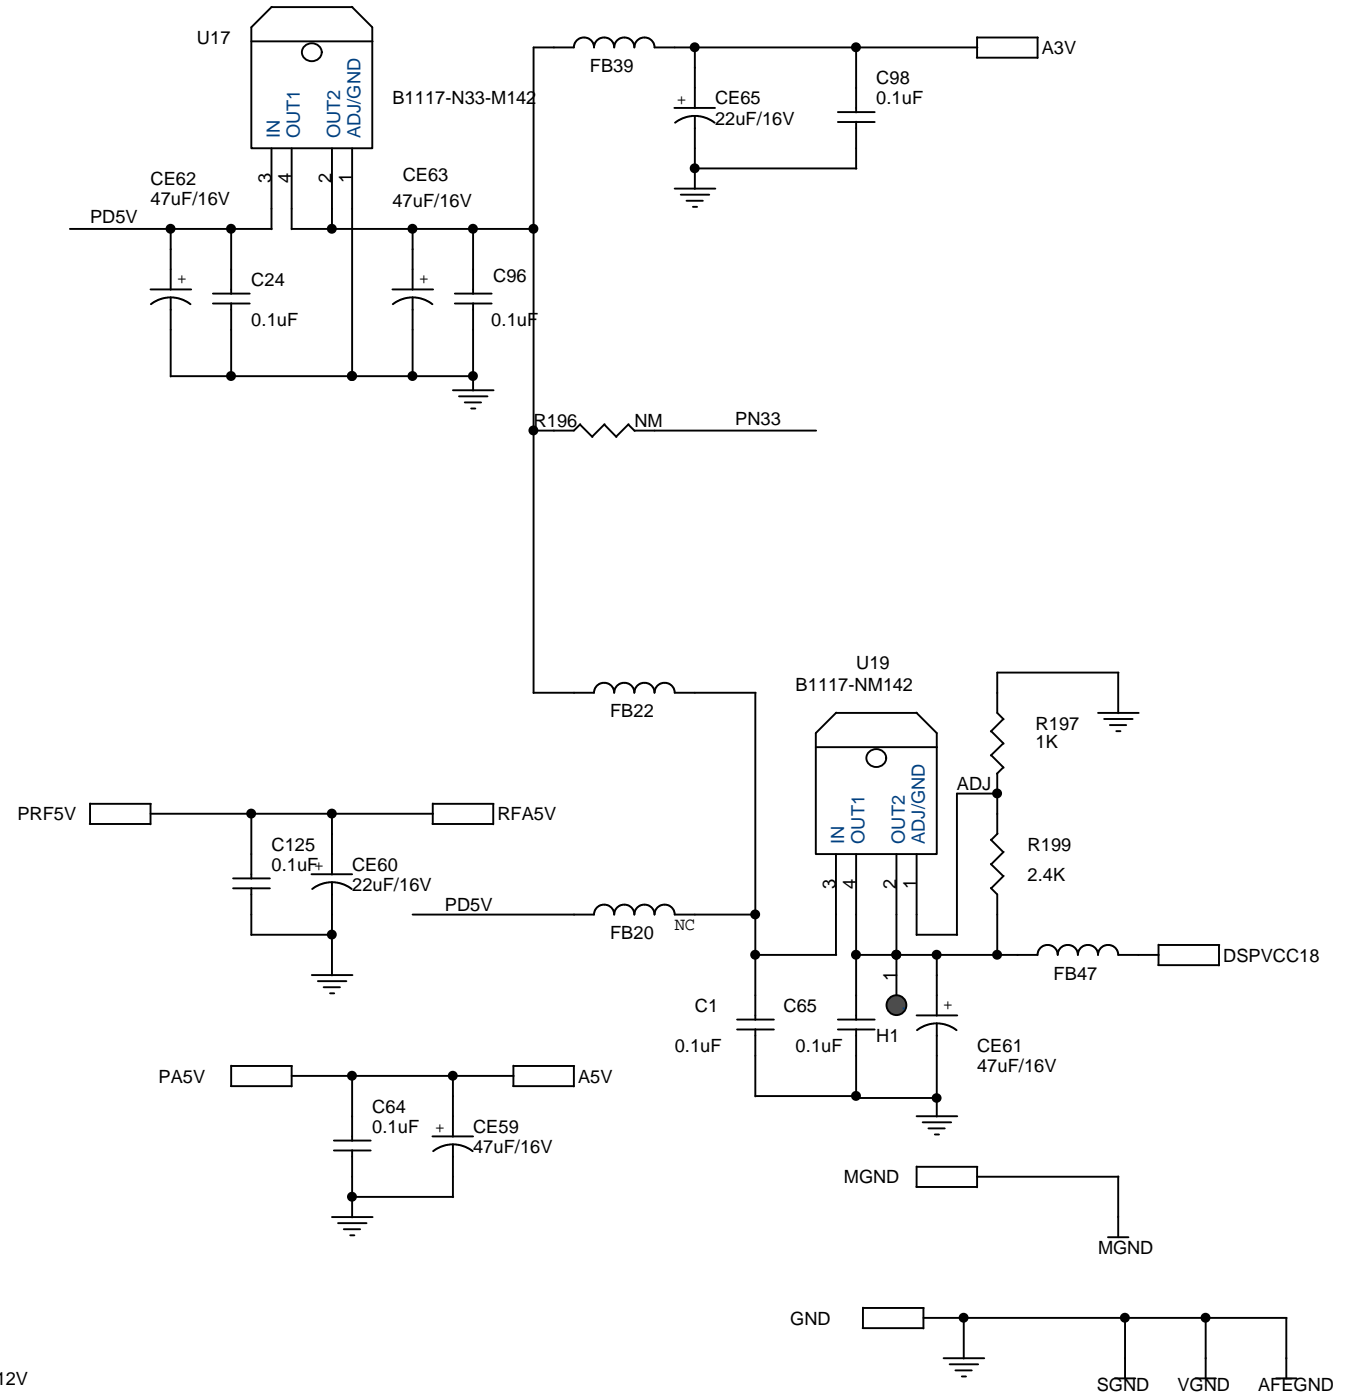 U17
FB39
A3V
IN
OUT1
OUT2
ADJ/GND
B1117-N33-M142
CE65
22uF/16V
C98
0.1uF
3
4
2
1
CE62
47uF/16V
CE63
47uF/16V
PD5V
C24
0.1uF
C96
0.1uF
R196
NM
PN33
U19
B1117-NM142
FB22
R197
1K
ADJ
IN
OUT1
OUT2
ADJ/GND
3
4
2
1
R199
2.4K
PRF5V
RFA5V
C125
0.1uF
CE60
22uF/16V
PD5V
FB20
NC
FB47
DSPVCC18
C1
0.1uF
C65
0.1uF
1
H1
CE61
47uF/16V
PA5V
A5V
C64
0.1uF
CE59
47uF/16V
MGND
MGND
GND
SGND
VGND
AFEGND
12V